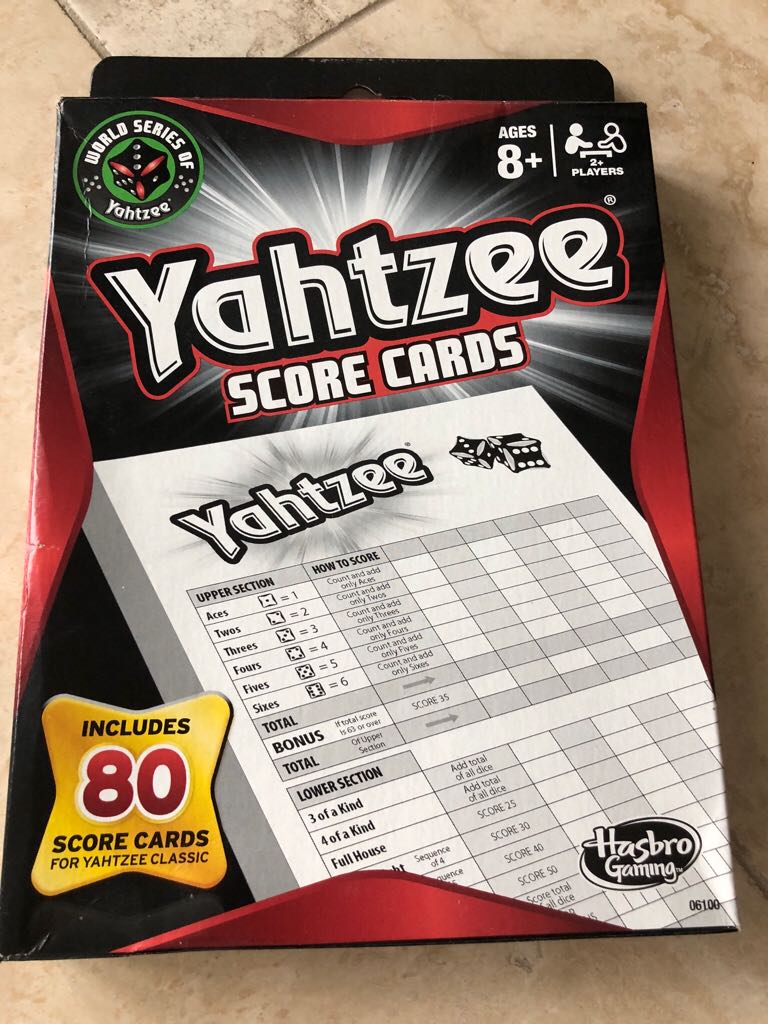 WORLD SERIES OF
Yahtzee
AGES
8+
2+
PLAYERS
Yahtzee®
SCORE CARDS
Yahtzee®
UPPER SECTION HOW TO SCORE
Aces = 1 Count and add only Aces
Twos = 2 Count and add only Twos
Threes = 3 Count and add only Threes
Fours = 4 Count and add only Fours
Fives = 5 Count and add only Fives
Sixes = 6 Count and add only Sixes
TOTAL
BONUS If total score is 63 or over SCORE 35
TOTAL Of Upper Section
LOWER SECTION
3 of a Kind Add total of all dice
4 of a Kind Add total of all dice
Full House SCORE 25
Sequence of 4 SCORE 30
SCORE 40
SCORE 50
Score total
all dice
INCLUDES
80
SCORE CARDS
FOR YAHTZEE CLASSIC
Hasbro
Gaming™
06100